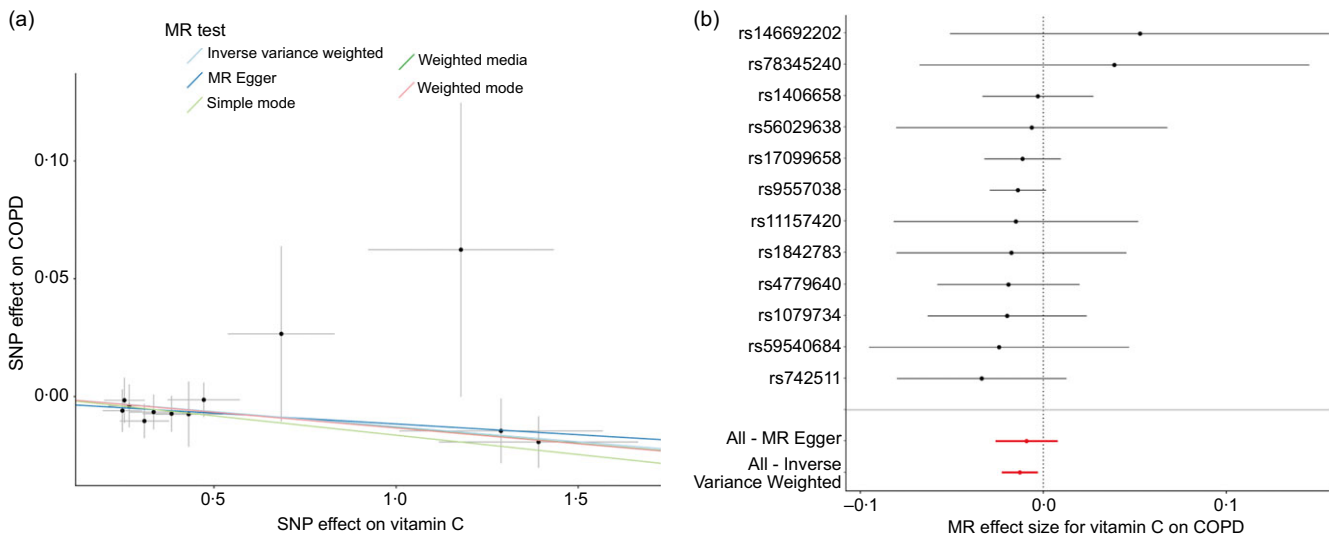 (a)
MR test
Inverse variance weighted
MR Egger
Simple mode
Weighted media
Weighted mode
0·10
0·05
0·00
SNP effect on COPD
0·5
1·0
1·5
SNP effect on vitamin C
(b)
rs146692202
rs78345240
rs1406658
rs56029638
rs17099658
rs9557038
rs11157420
rs1842783
rs4779640
rs1079734
rs59540684
rs742511
All - MR Egger
All - Inverse
Variance Weighted
–0·1
0·0
0·1
MR effect size for vitamin C on COPD